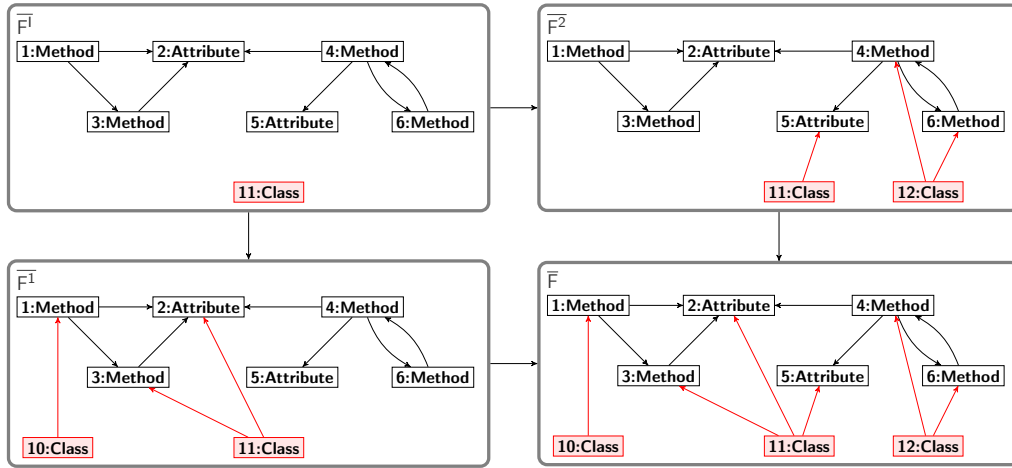 F̅I̅
1:Method 2:Attribute 4:Method
3:Method 5:Attribute 6:Method
11:Class
F̅2̅
1:Method 2:Attribute 4:Method
3:Method 5:Attribute 6:Method
11:Class 12:Class
F̅1̅
1:Method 2:Attribute 4:Method
3:Method 5:Attribute 6:Method
10:Class 11:Class
F̅
1:Method 2:Attribute 4:Method
3:Method 5:Attribute 6:Method
10:Class 11:Class 12:Class